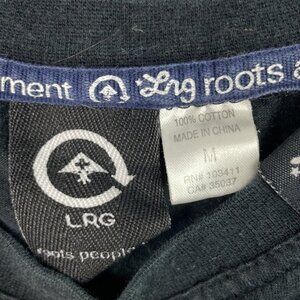 ment Lrg roots a
100% COTTON
MADE IN CHINA
M
RN# 103411
CA# 35037
LRG
roots people